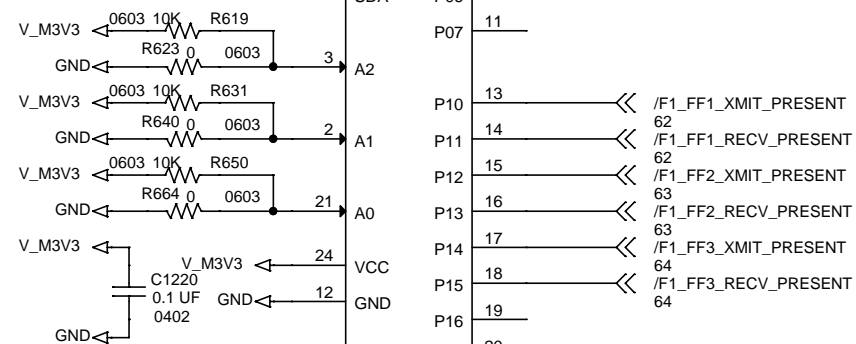 SDA
0603 10K R619
V_M3V3
P07 11
R623 0 0603
GND
3 A2
0603 10K R631
V_M3V3
P10 13 /F1_FF1_XMIT_PRESENT
62
R640 0 0603
GND
2 A1
P11 14 /F1_FF1_RECV_PRESENT
62
0603 10K R650
V_M3V3
P12 15 /F1_FF2_XMIT_PRESENT
63
R664 0 0603
GND
21 A0
P13 16 /F1_FF2_RECV_PRESENT
63
V_M3V3
P14 17 /F1_FF3_XMIT_PRESENT
64
V_M3V3 24 VCC
C1220
0.1 UF
0402
P15 18 /F1_FF3_RECV_PRESENT
64
GND 12 GND
P16 19
GND